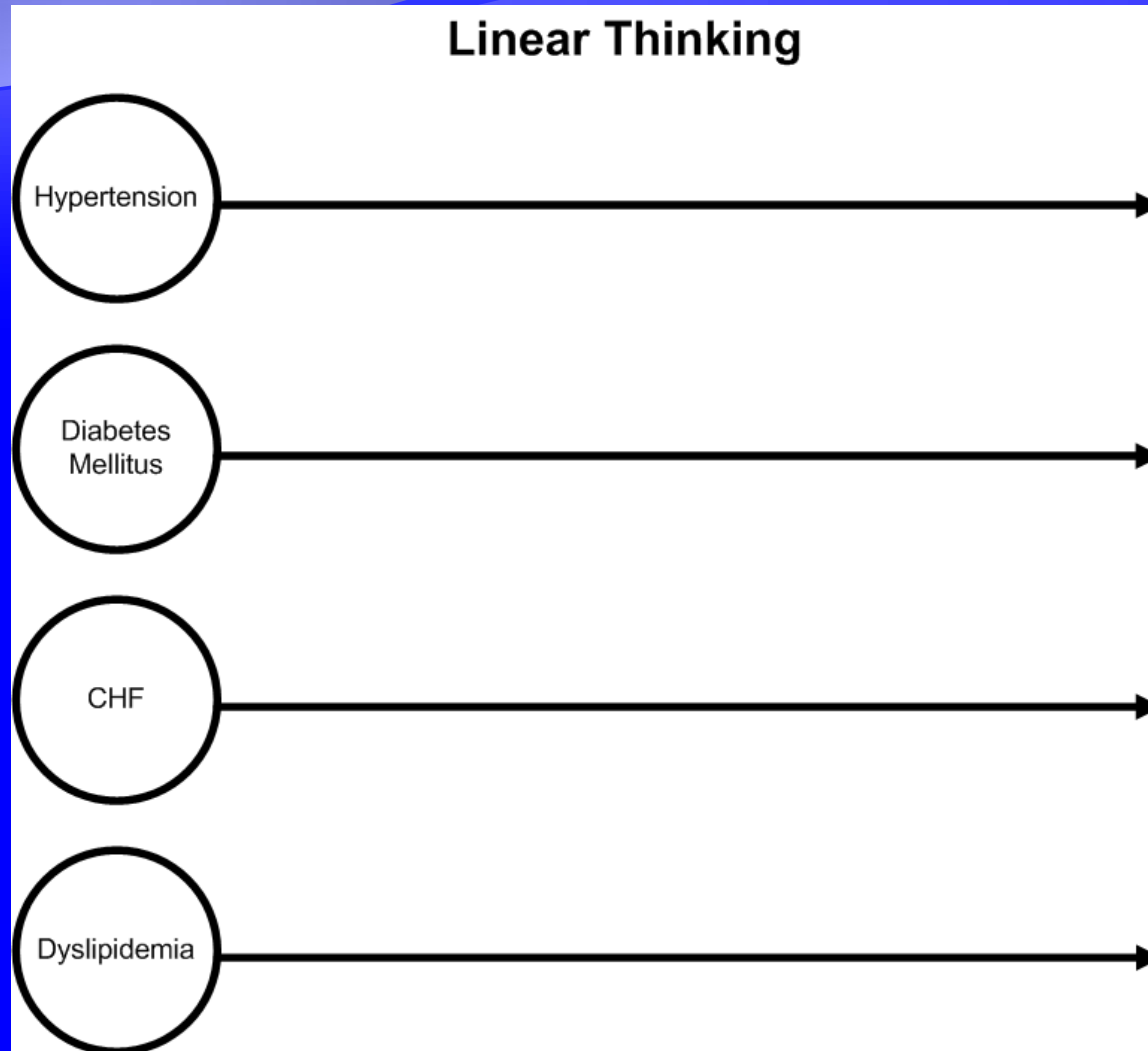 Linear Thinking
Hypertension
Diabetes
Mellitus
CHF
Dyslipidemia